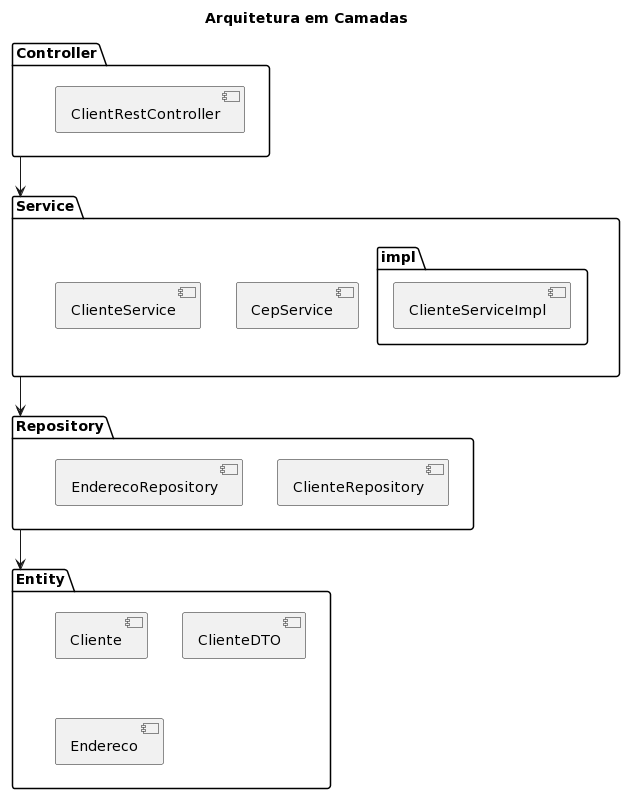 Arquitetura em Camadas
Controller
ClientRestController
Service
impl
ClienteService
CepService
ClienteServiceImpl
Repository
EnderecoRepository
ClienteRepository
Entity
Cliente
ClienteDTO
Endereco